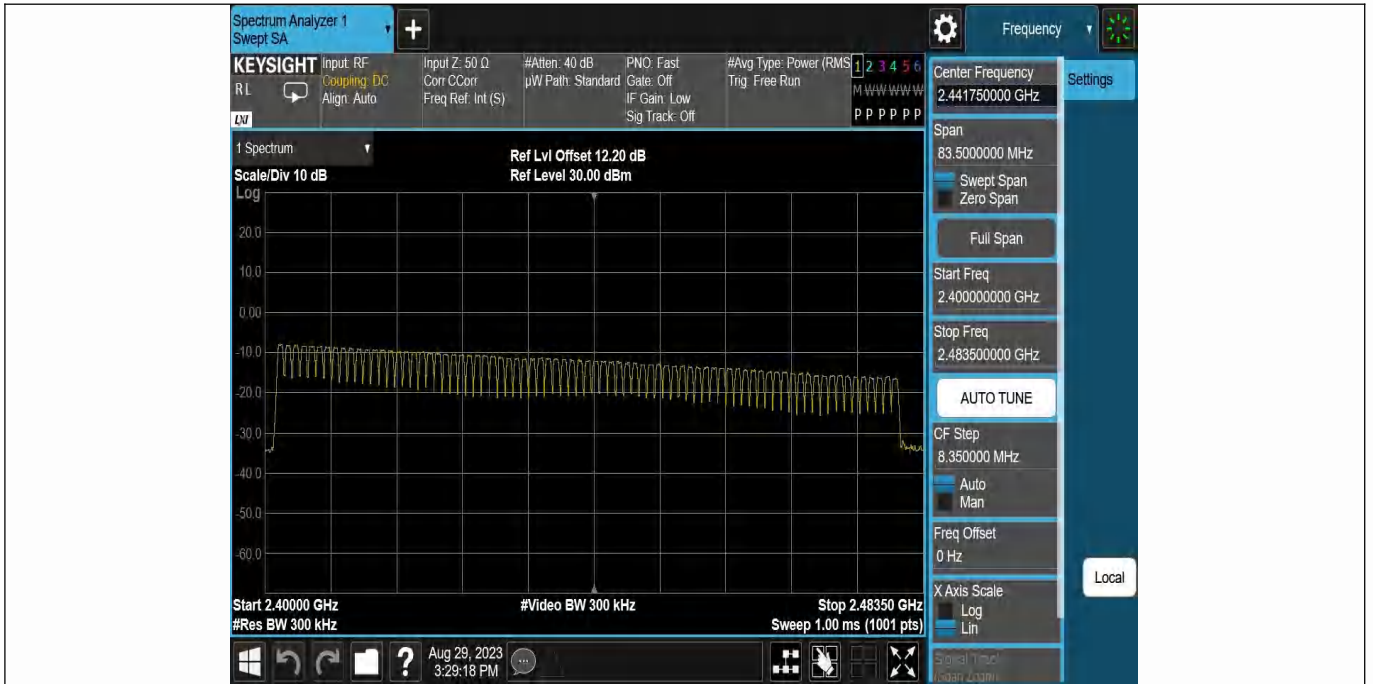 Spectrum Analyzer 1
Swept SA
+
Frequency
KEYSIGHT
RL
LXI
Input: RF
Coupling: DC
Align: Auto
Input Z: 50 Ω
Corr CCorr
Freq Ref: Int (S)
#Atten: 40 dB
µW Path: Standard
PNO: Fast
Gate: Off
IF Gain: Low
Sig Track: Off
#Avg Type: Power (RMS
Trig: Free Run
1 2 3 4 5 6
M W W W W W
P P P P P P
1 Spectrum
Scale/Div 10 dB
Ref Lvl Offset 12.20 dB
Ref Level 30.00 dBm
Log
20.0
10.0
0.00
-10.0
-20.0
-30.0
-40.0
-50.0
-60.0
Start 2.40000 GHz
#Res BW 300 kHz
#Video BW 300 kHz
Stop 2.48350 GHz
Sweep 1.00 ms (1001 pts)
Center Frequency
2.441750000 GHz
Settings
Span
83.5000000 MHz
Swept Span
Zero Span
Full Span
Start Freq
2.400000000 GHz
Stop Freq
2.483500000 GHz
AUTO TUNE
CF Step
8.350000 MHz
Auto
Man
Freq Offset
0 Hz
X Axis Scale
Log
Lin
Local
Signal Track
(Span Zoom)
?
Aug 29, 2023
3:29:18 PM